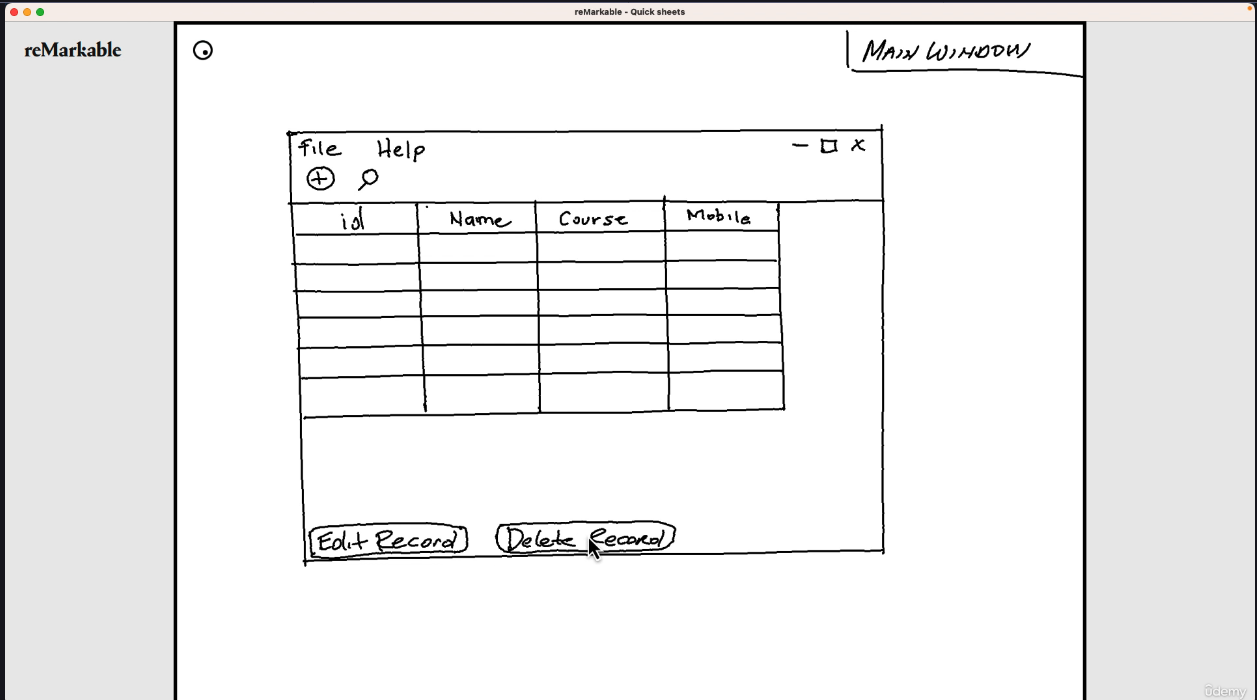 reMarkable - Quick sheets
reMarkable
MAIN WINDOW
File Help
id Name Course Mobile
Edit Record Delete Record
ûdemy